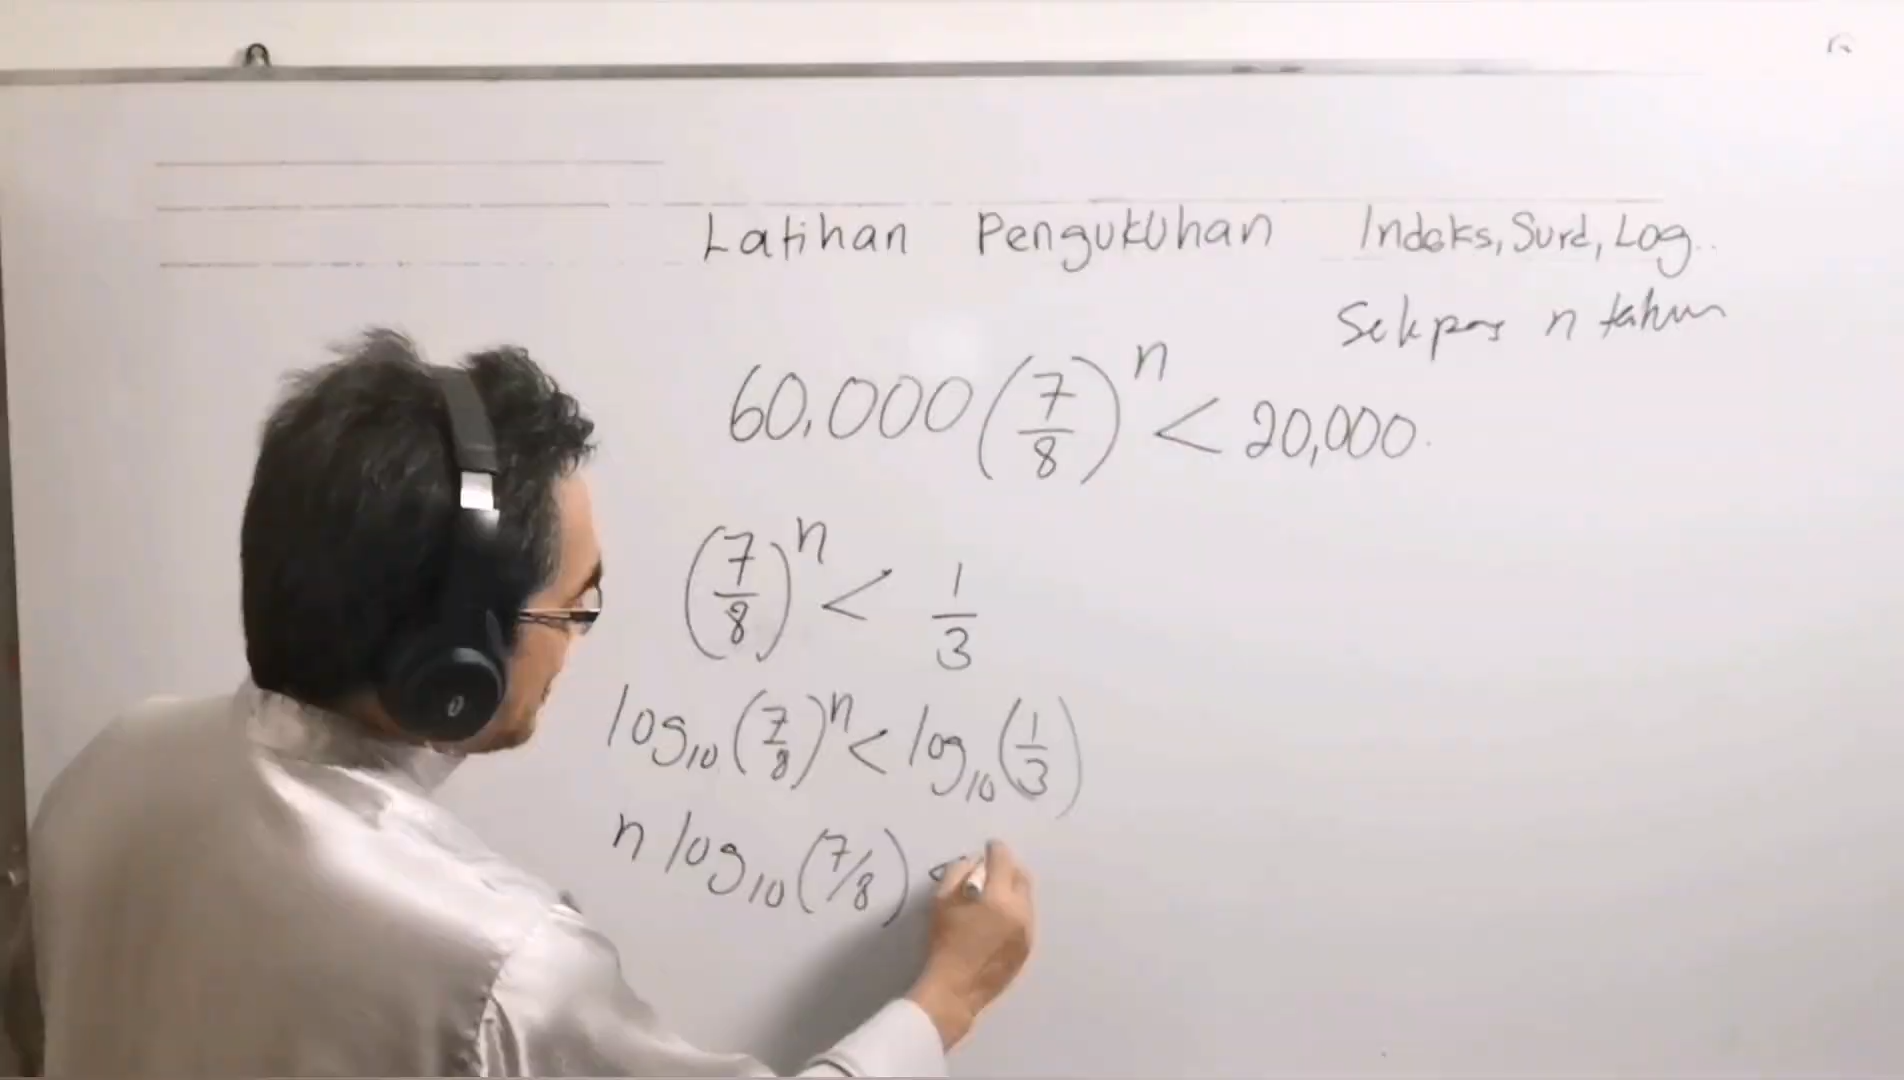 Latihan Pengukuhan Indeks, Surd, Log..
n tahun
60,000 (7/8)^n < 20,000.
(7/8)^n < 1/3
log₁₀ (7/8)^n < log₁₀ (1/3)
n log₁₀ (7/8) <